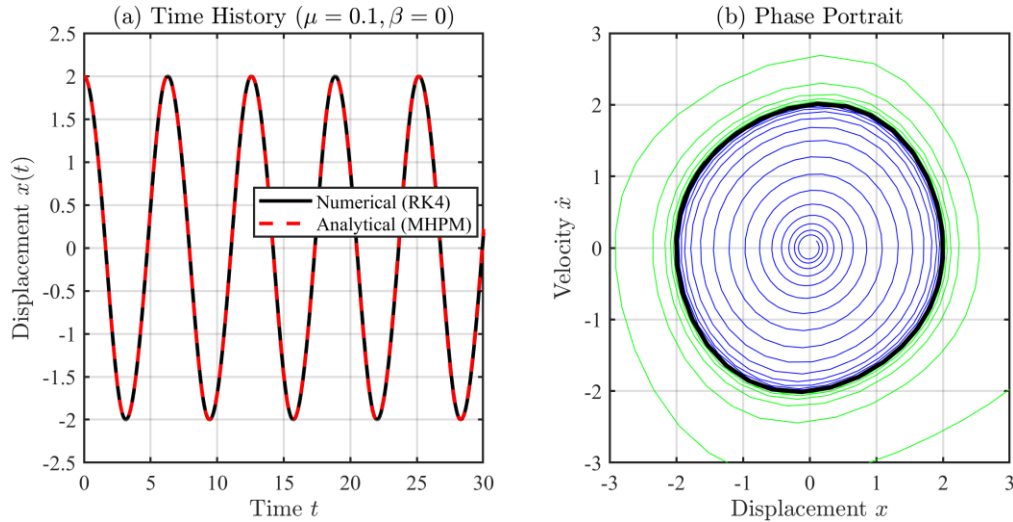 (a) Time History (μ = 0.1, β = 0)
2.5
2
1.5
1
0.5
0
-0.5
-1
-1.5
-2
-2.5
Displacement x(t)
Numerical (RK4)
Analytical (MHPM)
0 5 10 15 20 25 30
Time t
(b) Phase Portrait
3
2
1
0
-1
-2
-3
Velocity ẋ
-3 -2 -1 0 1 2 3
Displacement x